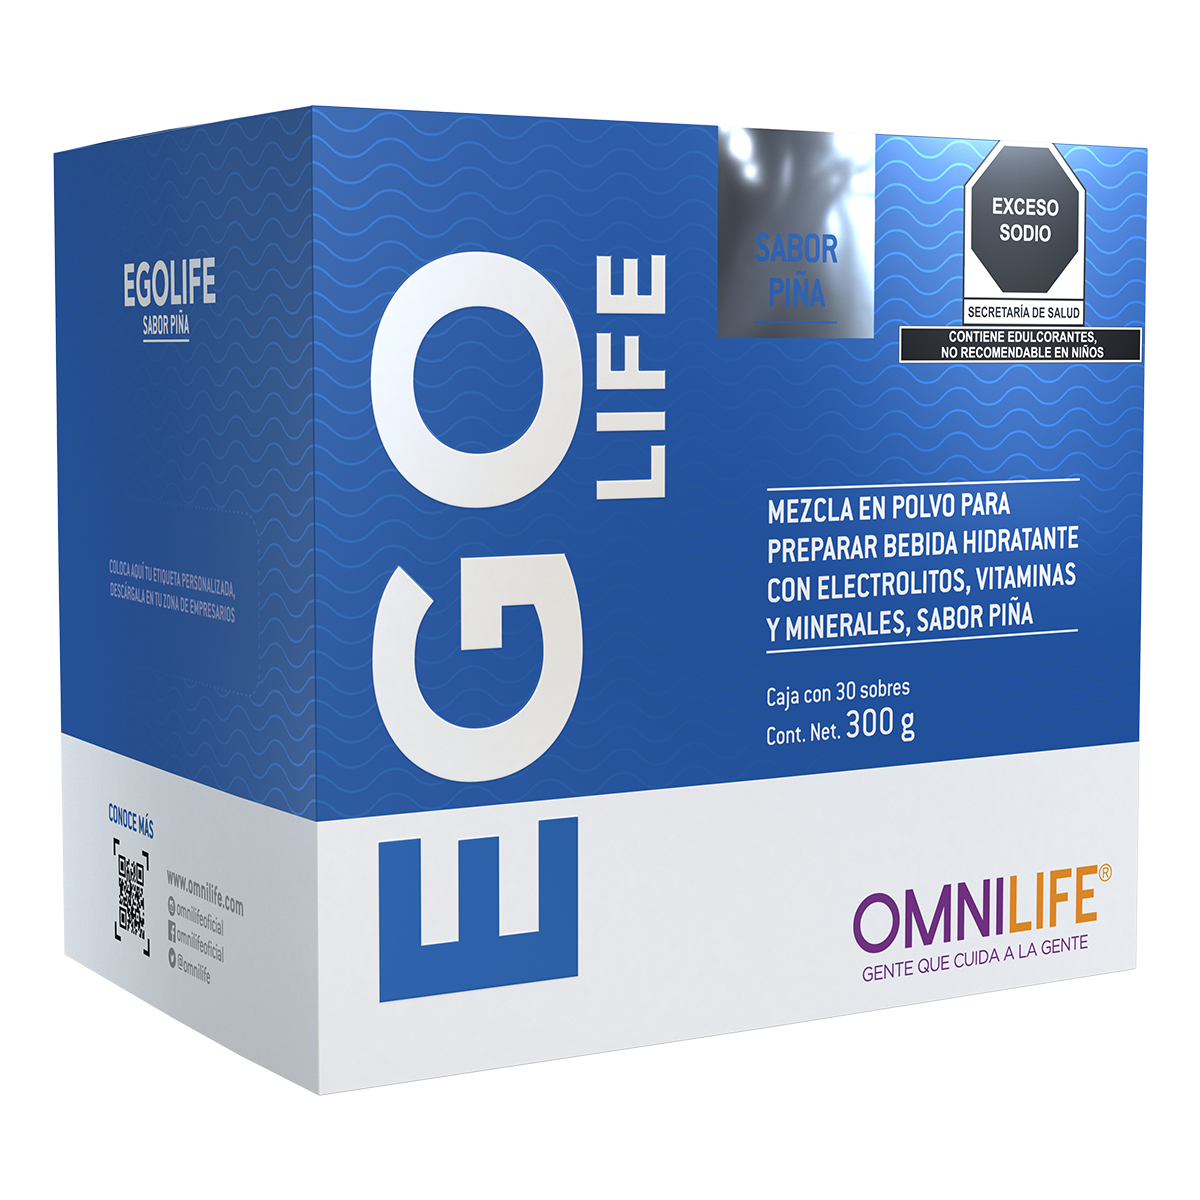 EGOLIFE
SABOR PIÑA
COLOCA AQUÍ TU ETIQUETA PERSONALIZADA,
DESCÁRGALA EN TU ZONA DE EMPRESARIOS
CONOCE MÁS
www.omnilife.com
omnilifeoficial
omnilifeoficial
@omnilife
EGO
LIFE
SABOR
PIÑA
EXCESO
SODIO
SECRETARÍA DE SALUD
CONTIENE EDULCORANTES,
NO RECOMENDABLE EN NIÑOS
MEZCLA EN POLVO PARA
PREPARAR BEBIDA HIDRATANTE
CON ELECTROLITOS, VITAMINAS
Y MINERALES, SABOR PIÑA
Caja con 30 sobres
Cont. Net. 300 g
OMNILIFE®
GENTE QUE CUIDA A LA GENTE